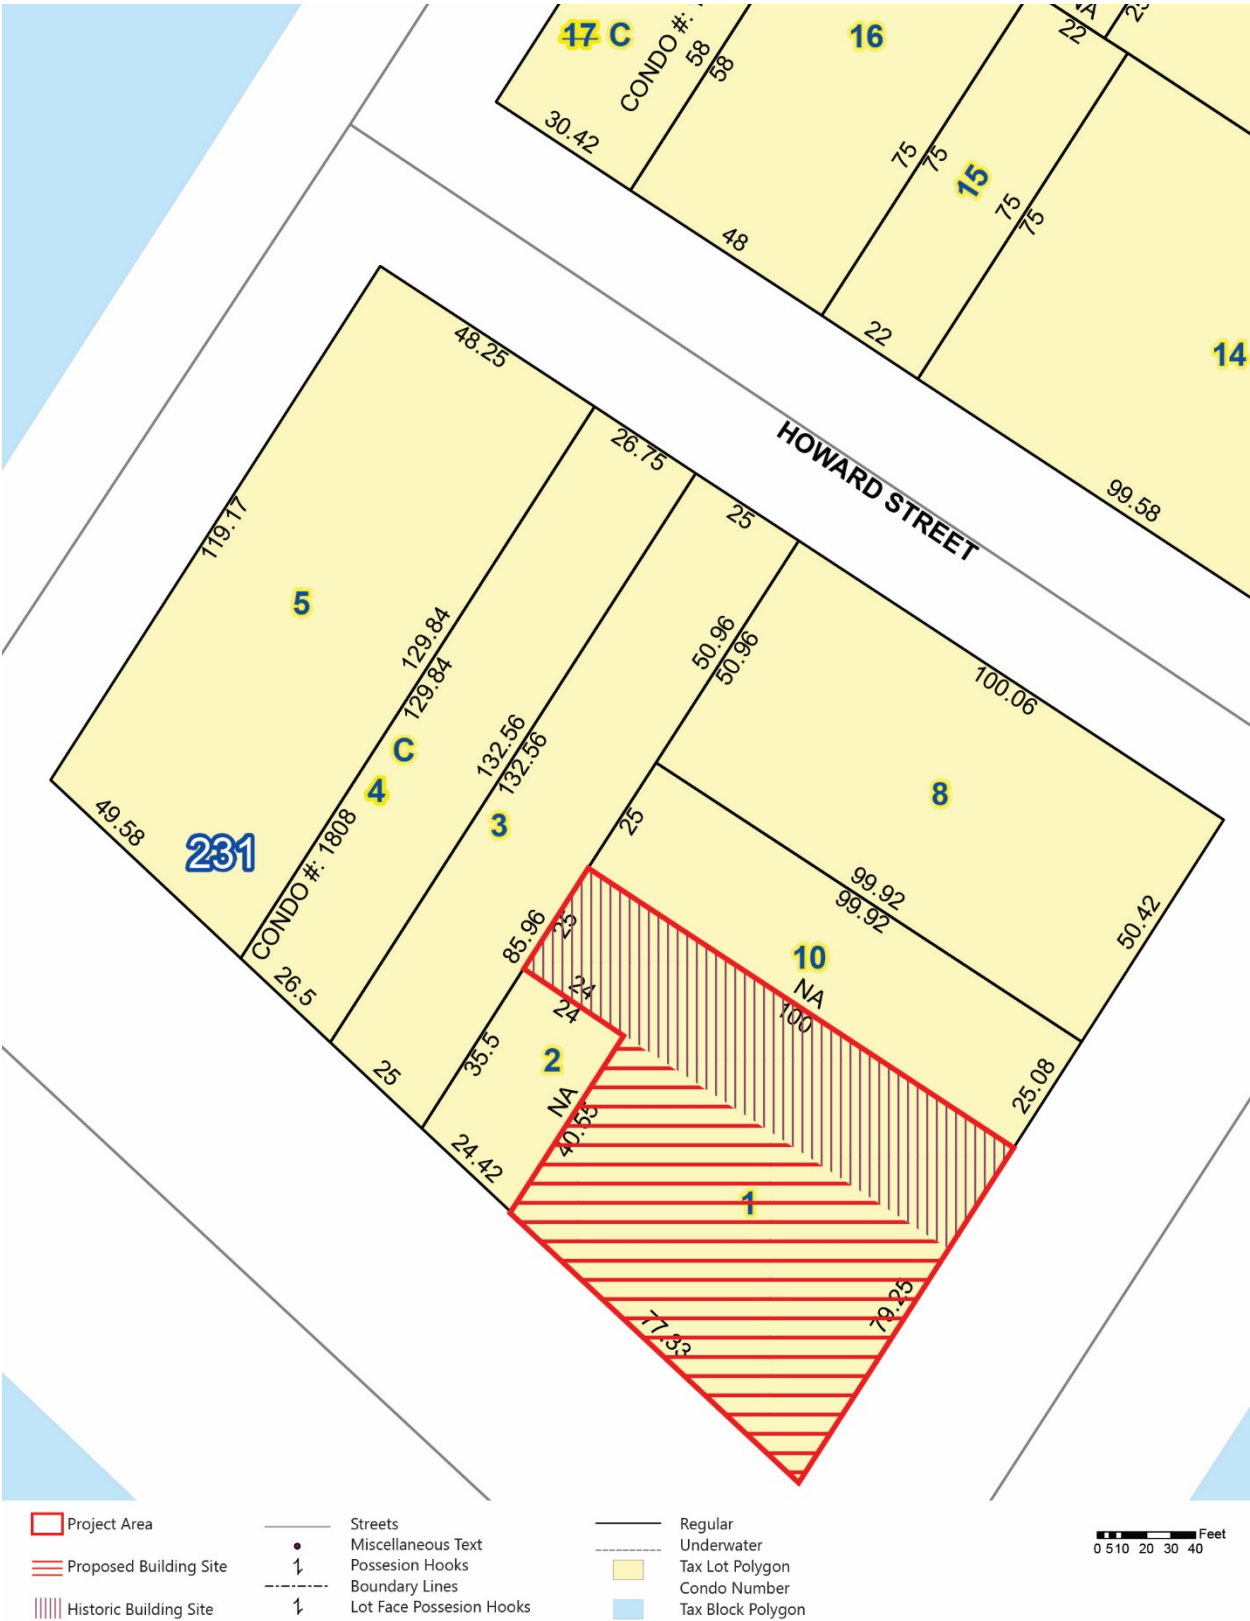 17 C
CONDO #:
58
58
16
22
30.42
75
75
15
75
75
48
22
14
48.25
26.75
25
HOWARD STREET
99.58
119.17
5
129.84
129.84
50.96
50.96
100.06
C
4
132.56
132.56
3
8
49.58
231
CONDO #: 1808
25
99.92
99.92
50.42
85.96
25
10
NA
100
26.5
24
24
35.5
2
25
NA
40.55
25.08
24.42
1
77.33
79.25
Project Area
Proposed Building Site
Historic Building Site
Streets
Miscellaneous Text
Possesion Hooks
Boundary Lines
Lot Face Possesion Hooks
Regular
Underwater
Tax Lot Polygon
Condo Number
Tax Block Polygon
Feet
0 5 10 20 30 40